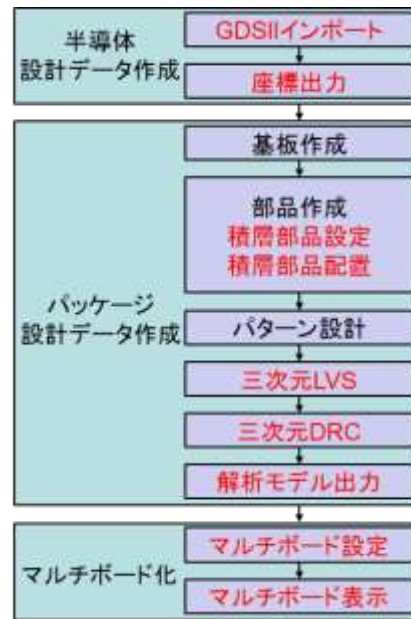 半導体
設計データ作成
GDSIIインポート
座標出力
パッケージ
設計データ作成
基板作成
部品作成
積層部品設定
積層部品配置
パターン設計
三次元LVS
三次元DRC
解析モデル出力
マルチボード化
マルチボード設定
マルチボード表示